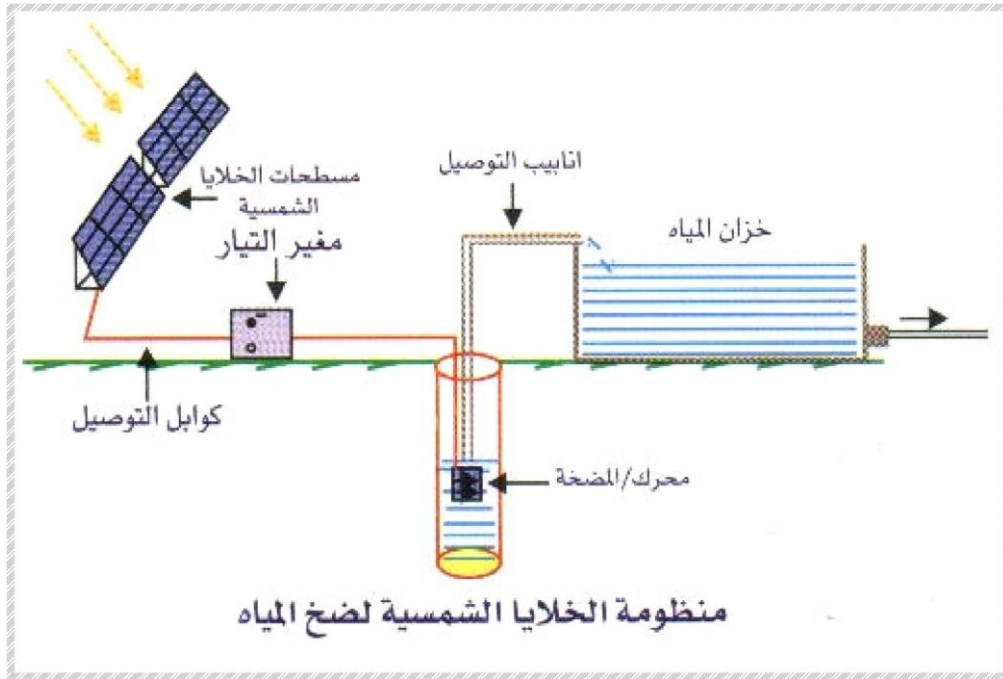 انابيب التوصيل
مسطحات الخلايا
الشمسية
مغير التيار
خزان المياه
كوابل التوصيل
محرك/المضخة
منظومة الخلايا الشمسية لضخ المياه